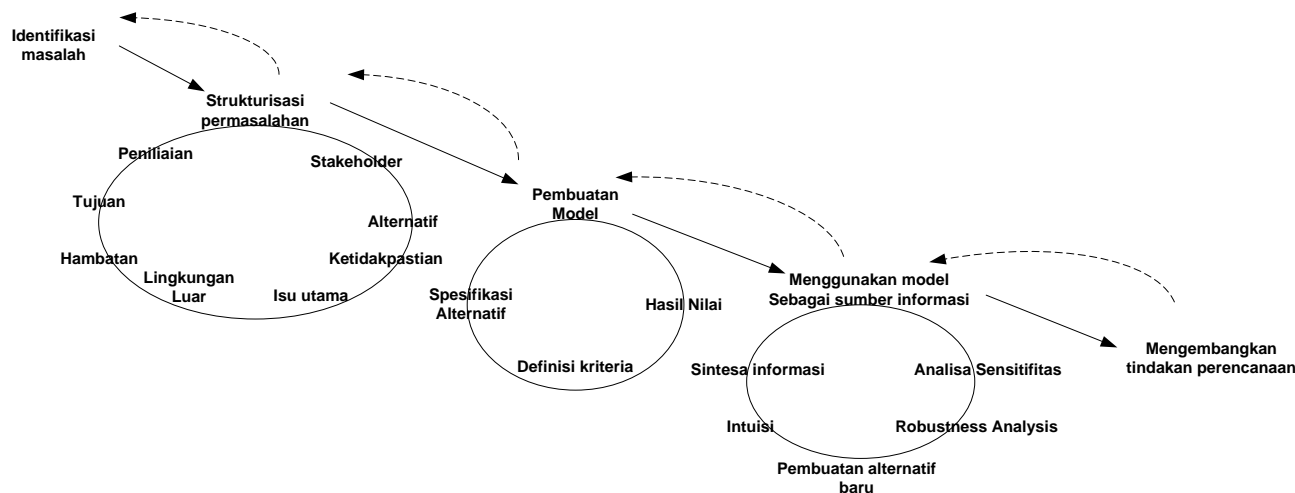 Identifikasi
masalah
Strukturisasi
permasalahan
Peniliaian
Stakeholder
Tujuan
Alternatif
Hambatan
Ketidakpastian
Lingkungan
Luar
Isu utama
Pembuatan
Model
Spesifikasi
Alternatif
Hasil Nilai
Definisi kriteria
Menggunakan model
Sebagai sumber informasi
Sintesa informasi
Analisa Sensitifitas
Intuisi
Robustness Analysis
Pembuatan alternatif
baru
Mengembangkan
tindakan perencanaan